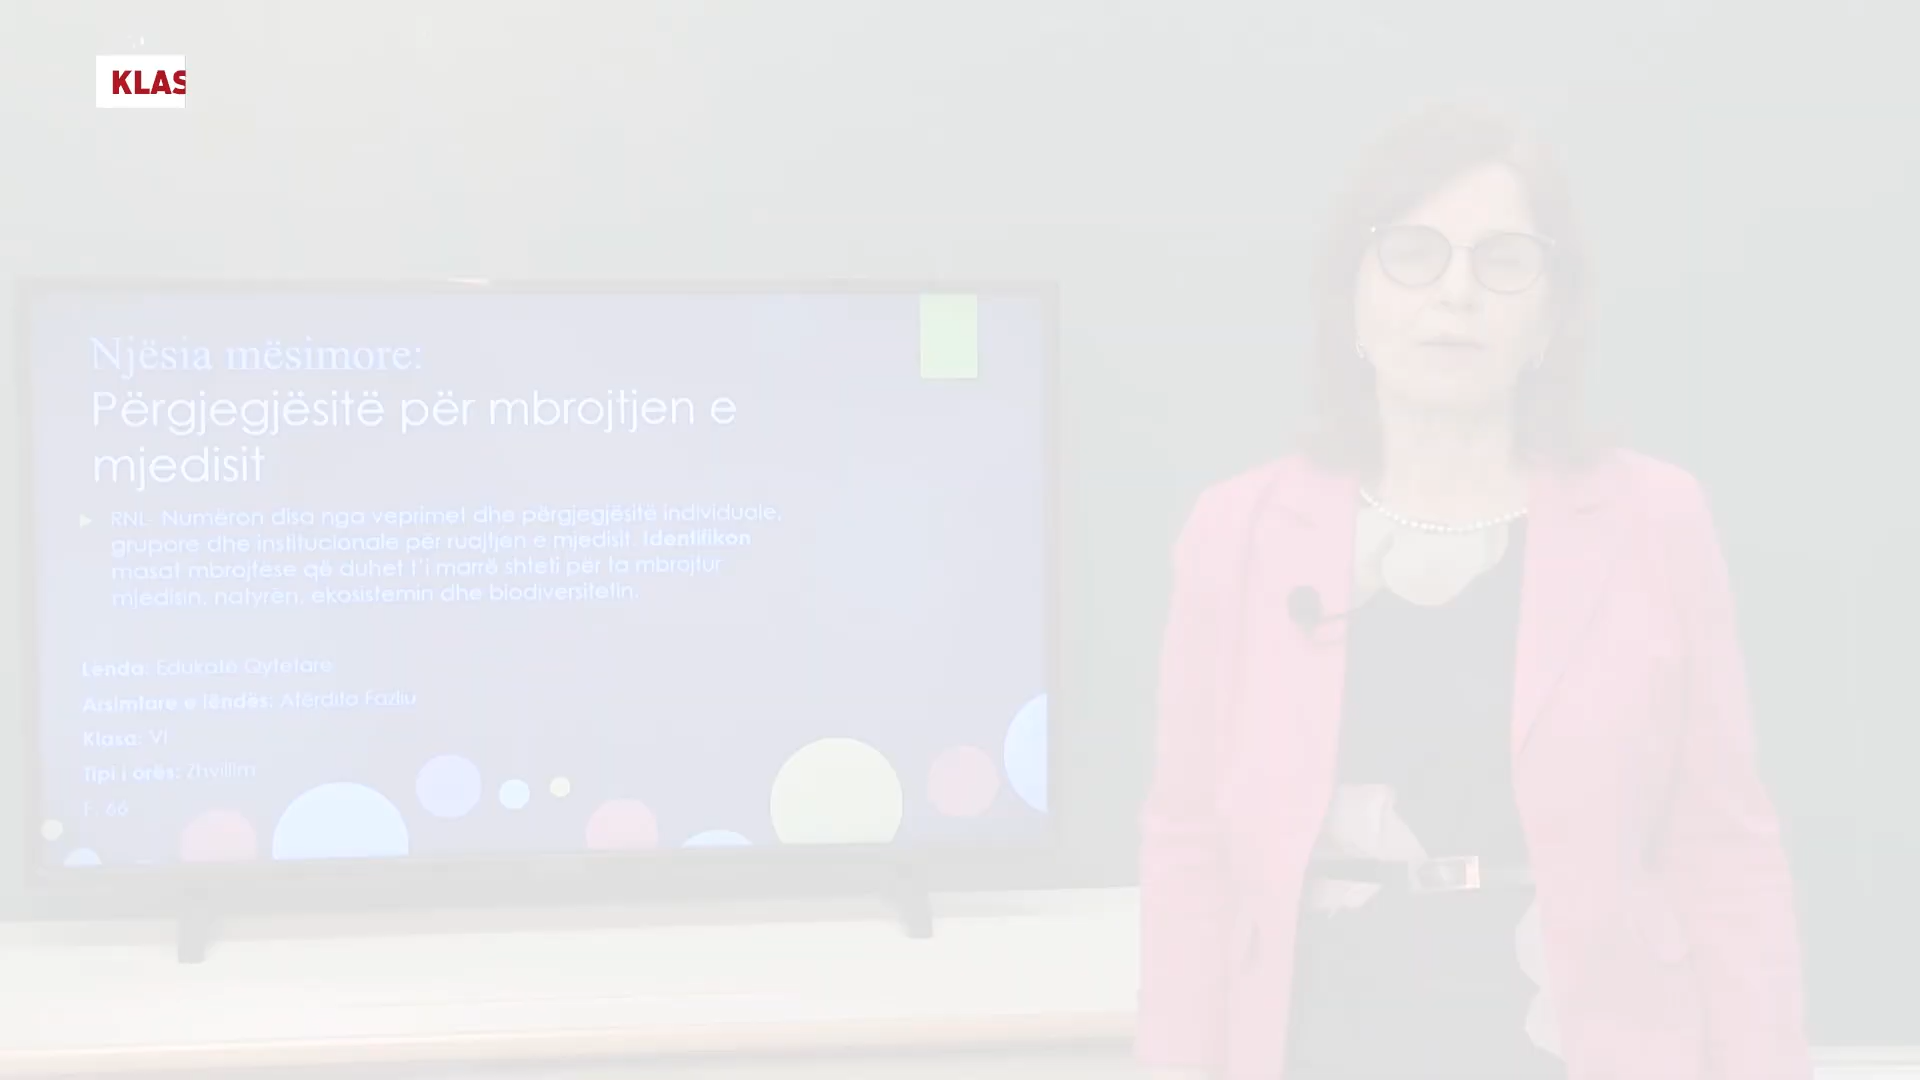 KLAS
Njësia mësimore:
Përgjegjësitë për mbrojtjen e
mjedisit
RNL- Numëron disa nga veprimet dhe përgjegjësitë individuale,
grupore dhe institucionale për ruajtjen e mjedisit. Identifikon
masat mbrojtëse që duhet t'i marrë shteti për ta mbrojtur
mjedisin, natyrën, ekosistemin dhe biodiversitetin.
Lënda: Edukatë Qytetare
Arsimtare e lëndës: Afërdita Fazliu
Klasa: VI
Tipi i orës: Zhvillim
F. 66